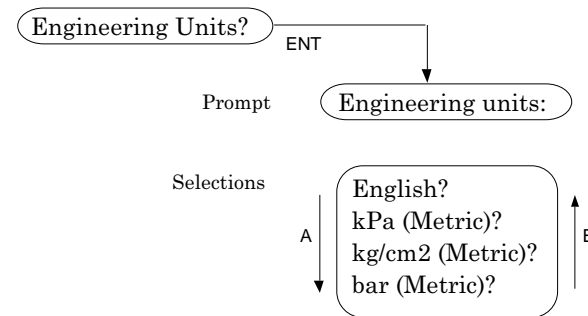 Engineering Units?
ENT
Prompt
Engineering units:
Selections
English?
kPa (Metric)?
A
kg/cm2 (Metric)?
bar (Metric)?